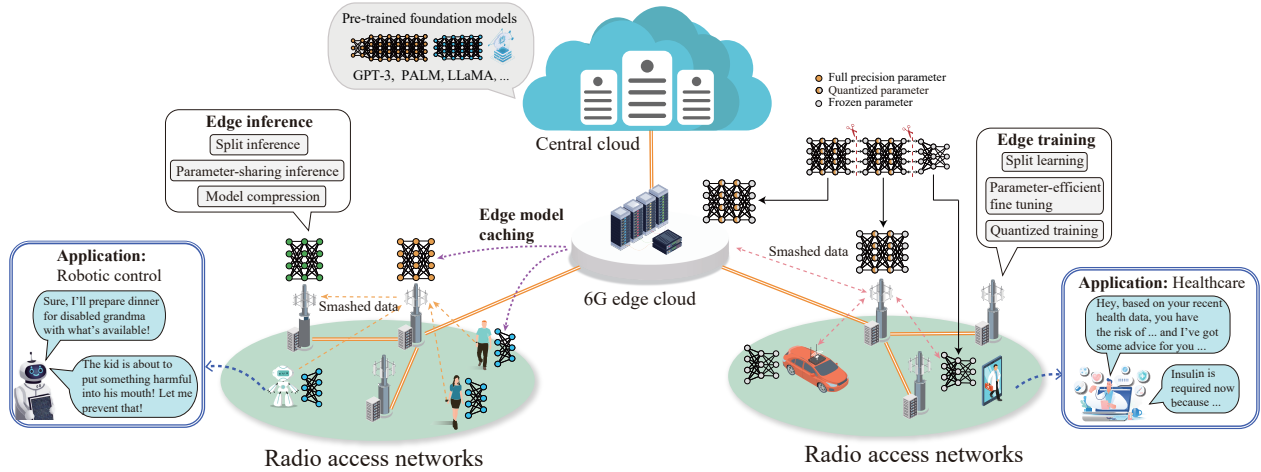 Pre-trained foundation models
GPT-3, PALM, LLaMA, ...
Central cloud
Full precision parameter
Quantized parameter
Frozen parameter
Edge inference
Split inference
Parameter-sharing inference
Model compression
Edge training
Split learning
Parameter-efficient
fine tuning
Quantized training
Edge model
caching
Smashed data
6G edge cloud
Smashed data
Application:
Robotic control
Sure, I'll prepare dinner
for disabled grandma
with what's available!
The kid is about to
put something harmful
into his mouth! Let me
prevent that!
Application: Healthcare
Hey, based on your recent
health data, you have
the risk of ... and I've got
some advice for you ...
Insulin is
required now
because ...
Radio access networks
Radio access networks